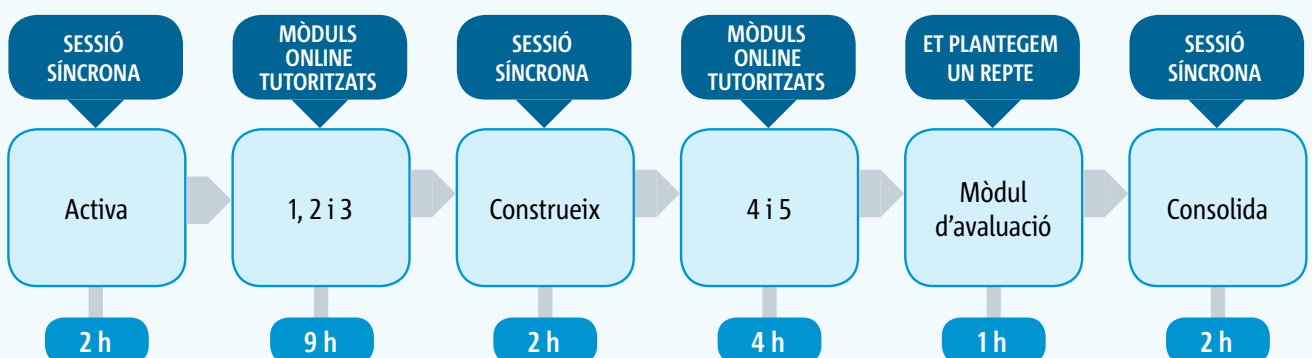 SESSIÓ
SÍNCRONA
MÒDULS
ONLINE
TUTORITZATS
SESSIÓ
SÍNCRONA
MÒDULS
ONLINE
TUTORITZATS
ET PLANTEGEM
UN REPTE
SESSIÓ
SÍNCRONA
Activa
1, 2 i 3
Construeix
4 i 5
Mòdul
d'avaluació
Consolida
2 h
9 h
2 h
4 h
1 h
2 h